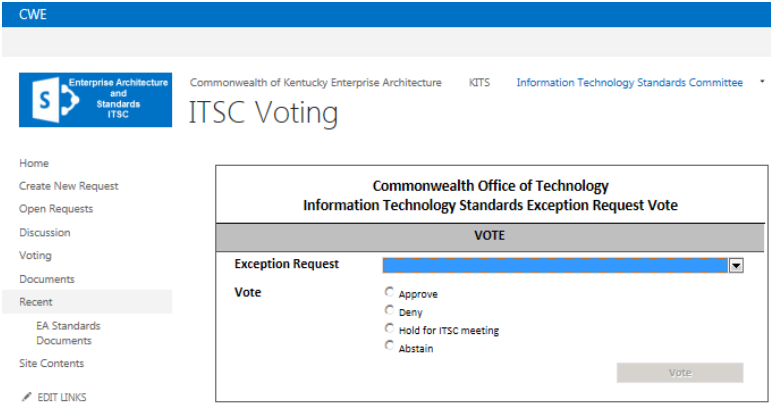 CWE
Enterprise Architecture
and
Standards
ITSC
S
Commonwealth of Kentucky Enterprise Architecture KITS Information Technology Standards Committee
ITSC Voting
Home
Create New Request
Open Requests
Discussion
Voting
Documents
Recent
EA Standards
Documents
Site Contents
EDIT LINKS
Commonwealth Office of Technology
Information Technology Standards Exception Request Vote
VOTE
Exception Request
Vote
Approve
Deny
Hold for ITSC meeting
Abstain
Vote